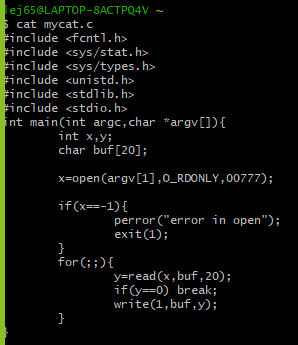 lej65@LAPTOP-8ACTPQ4V ~
$ cat mycat.c
#include <fcntl.h>
#include <sys/stat.h>
#include <sys/types.h>
#include <unistd.h>
#include <stdlib.h>
#include <stdio.h>
int main(int argc,char *argv[]){
        int x,y;
        char buf[20];

        x=open(argv[1],O_RDONLY,00777);

        if(x==-1){
                perror("error in open");
                exit(1);
        }
        for(;;){
                y=read(x,buf,20);
                if(y==0) break;
                write(1,buf,y);
        }
}